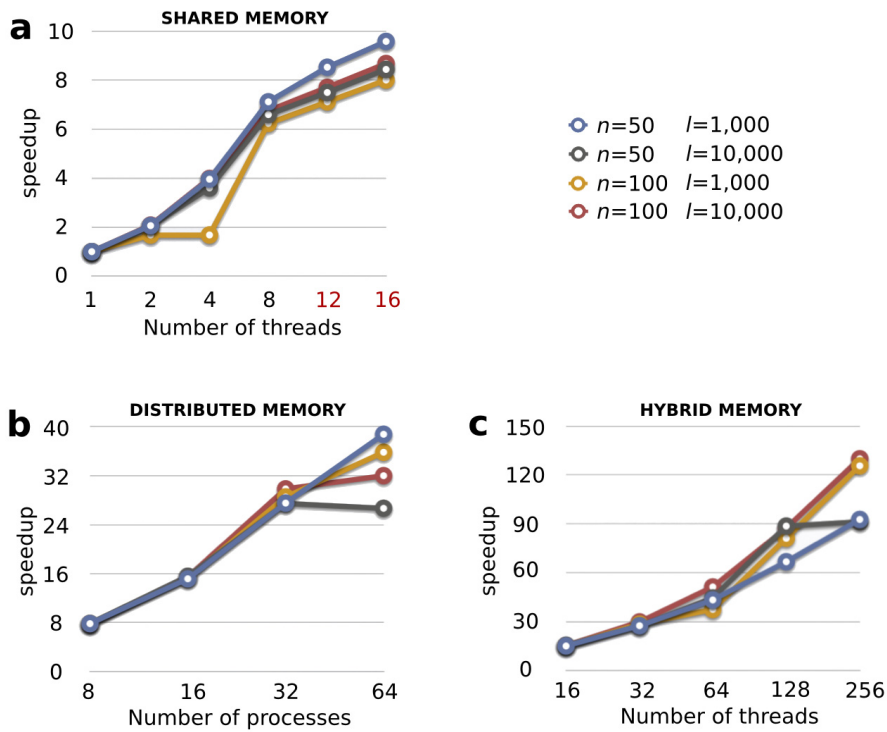 a
SHARED MEMORY
speedup
10
8
6
4
2
0
1 2 4 8 12 16
Number of threads
n=50 l=1,000
n=50 l=10,000
n=100 l=1,000
n=100 l=10,000
b
DISTRIBUTED MEMORY
speedup
40
32
24
16
8
0
8 16 32 64
Number of processes
c
HYBRID MEMORY
speedup
150
120
90
60
30
0
16 32 64 128 256
Number of threads